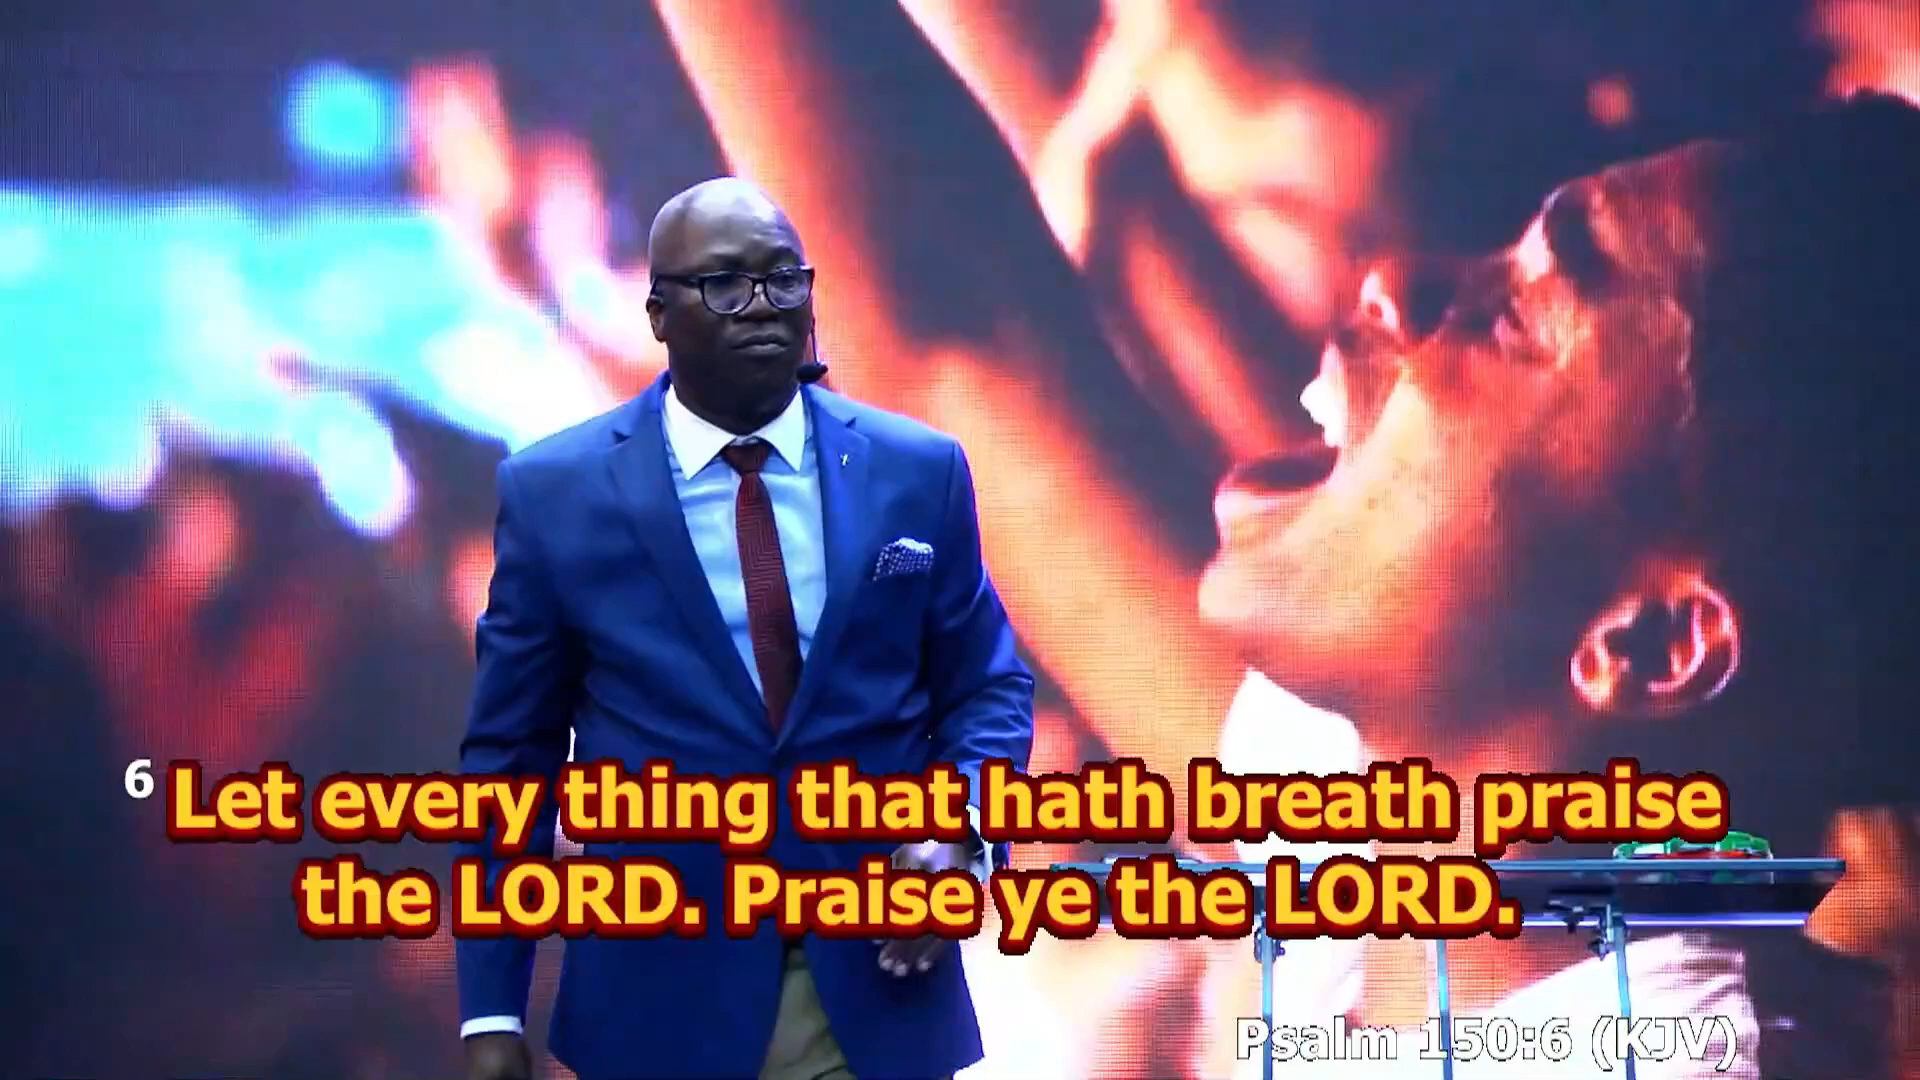 6 Let every thing that hath breath praise
the LORD. Praise ye the LORD.
Psalm 150:6 (KJV)